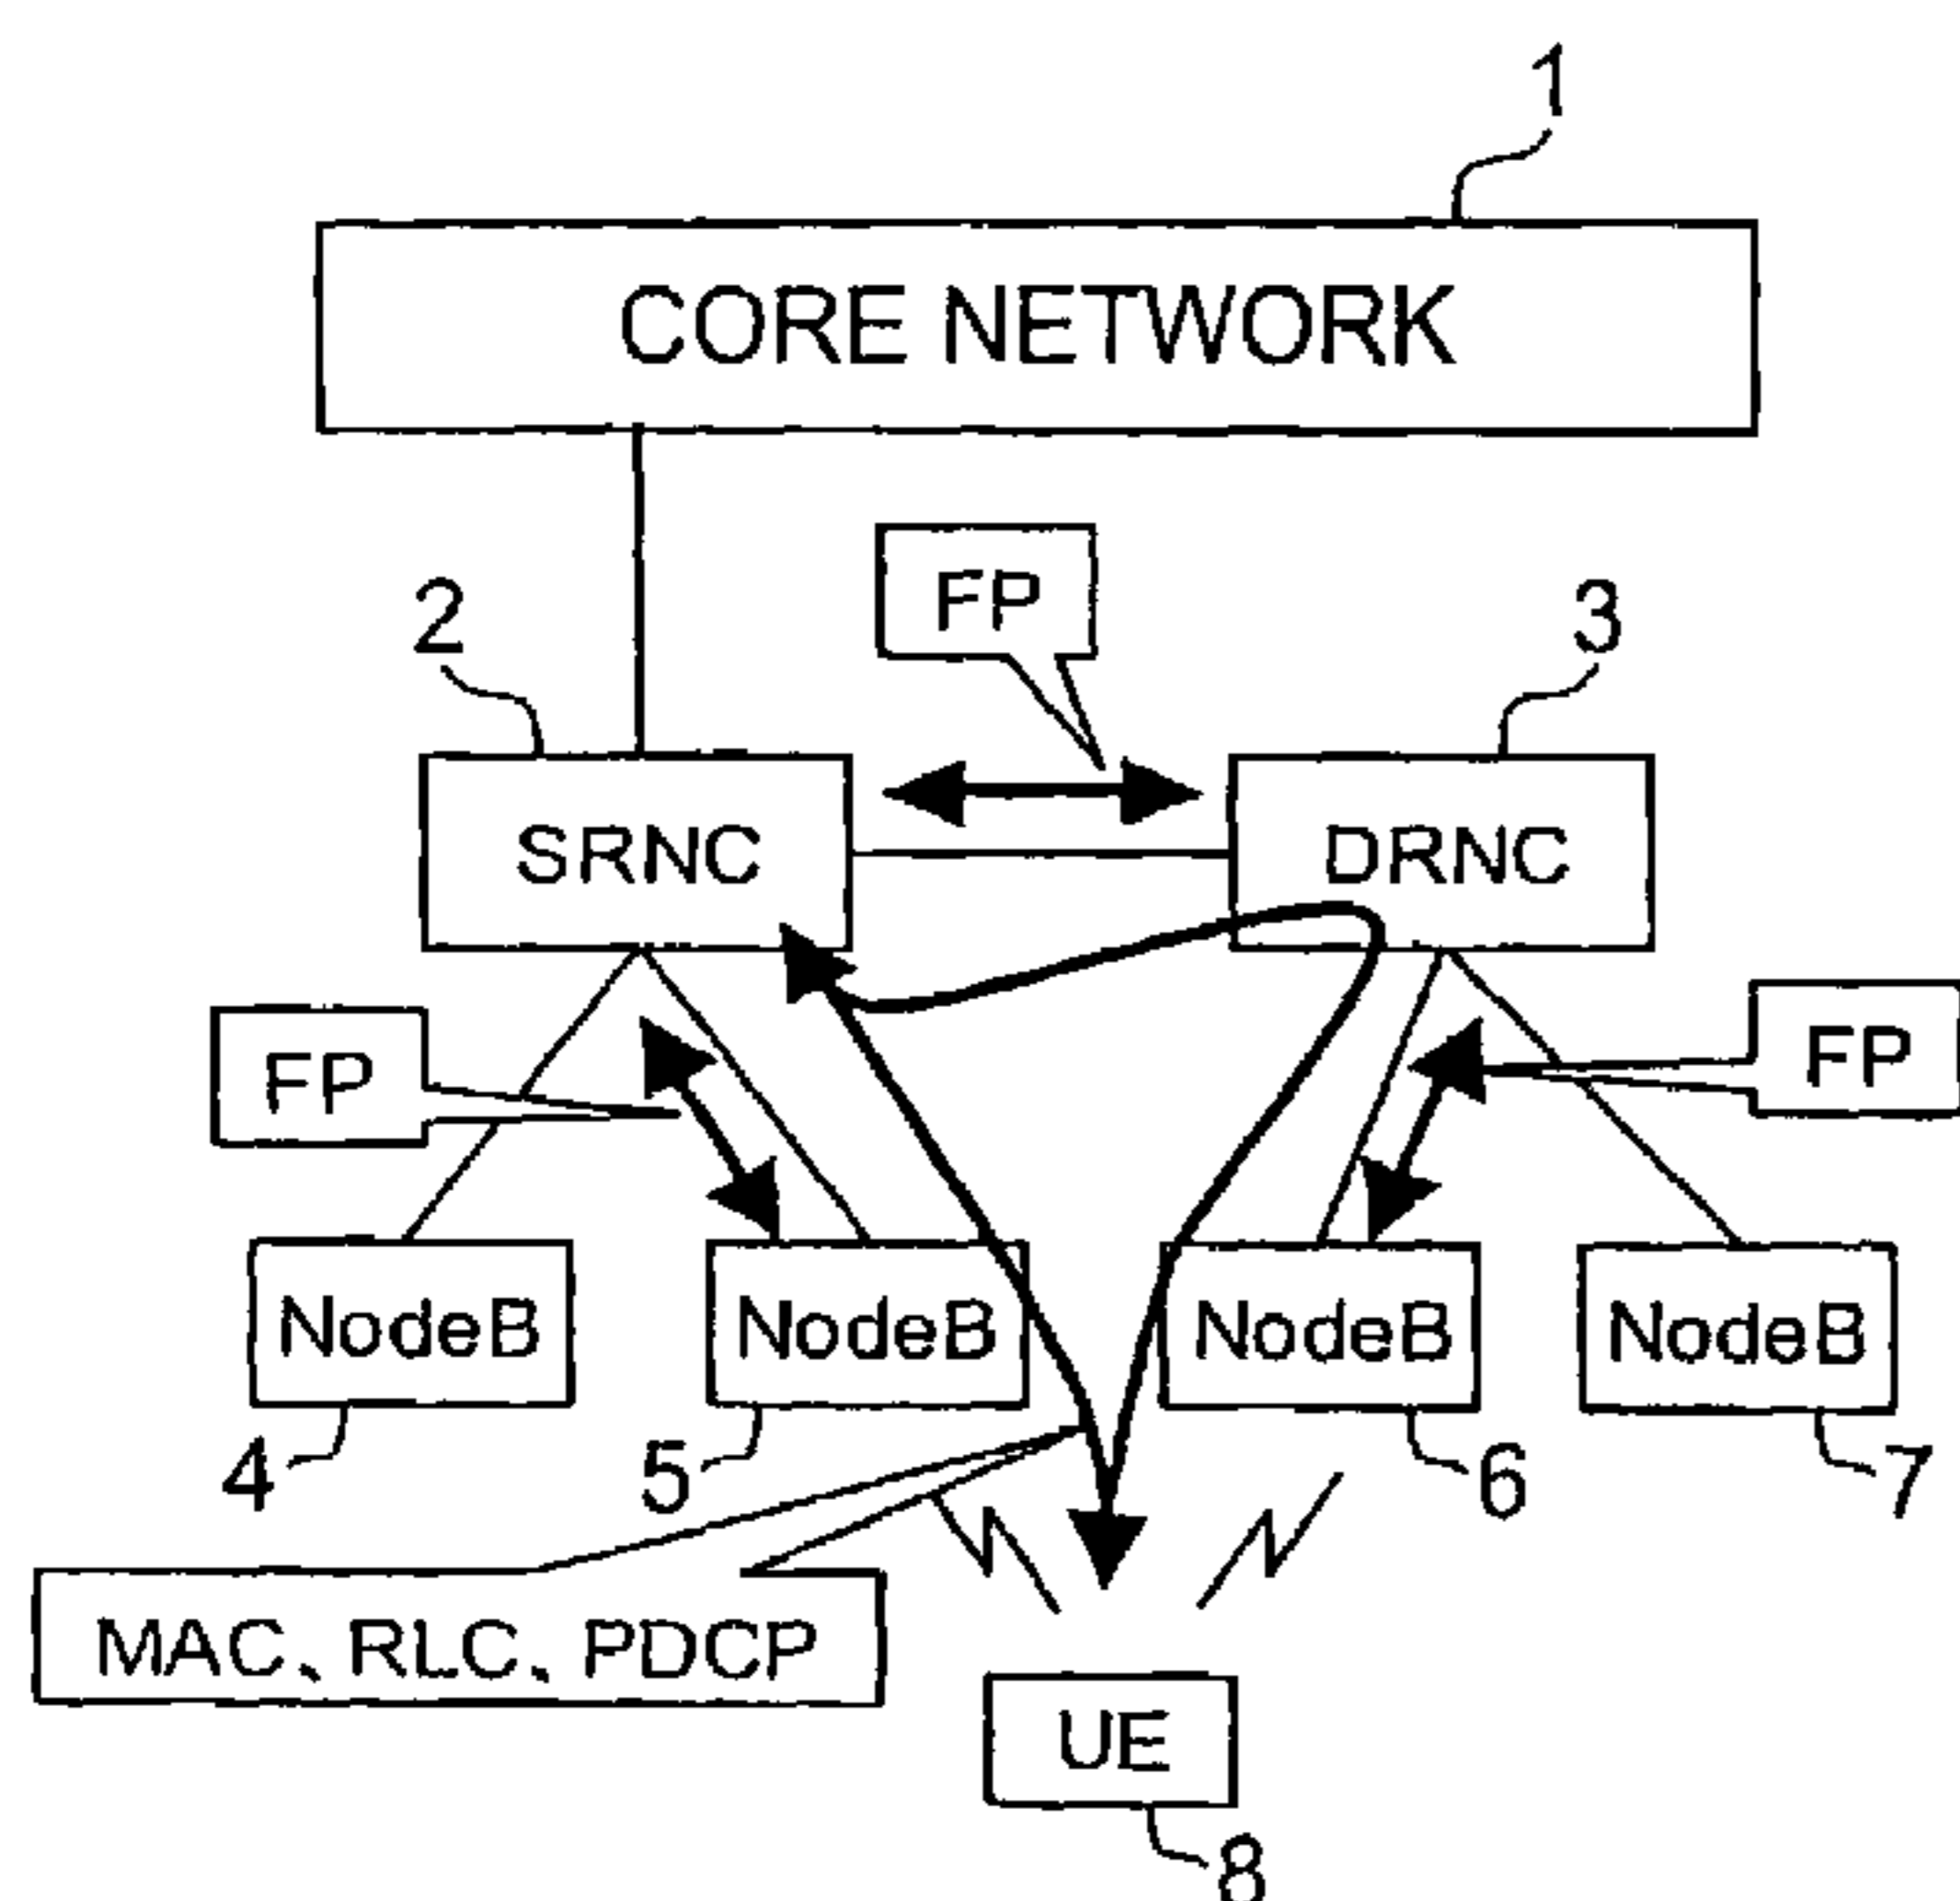 1
CORE NETWORK
FP
2
3
SRNC
DRNC
FP
FP
NodeB
NodeB
NodeB
NodeB
4
5
6
7
MAC、RLC、PDCP
UE
8